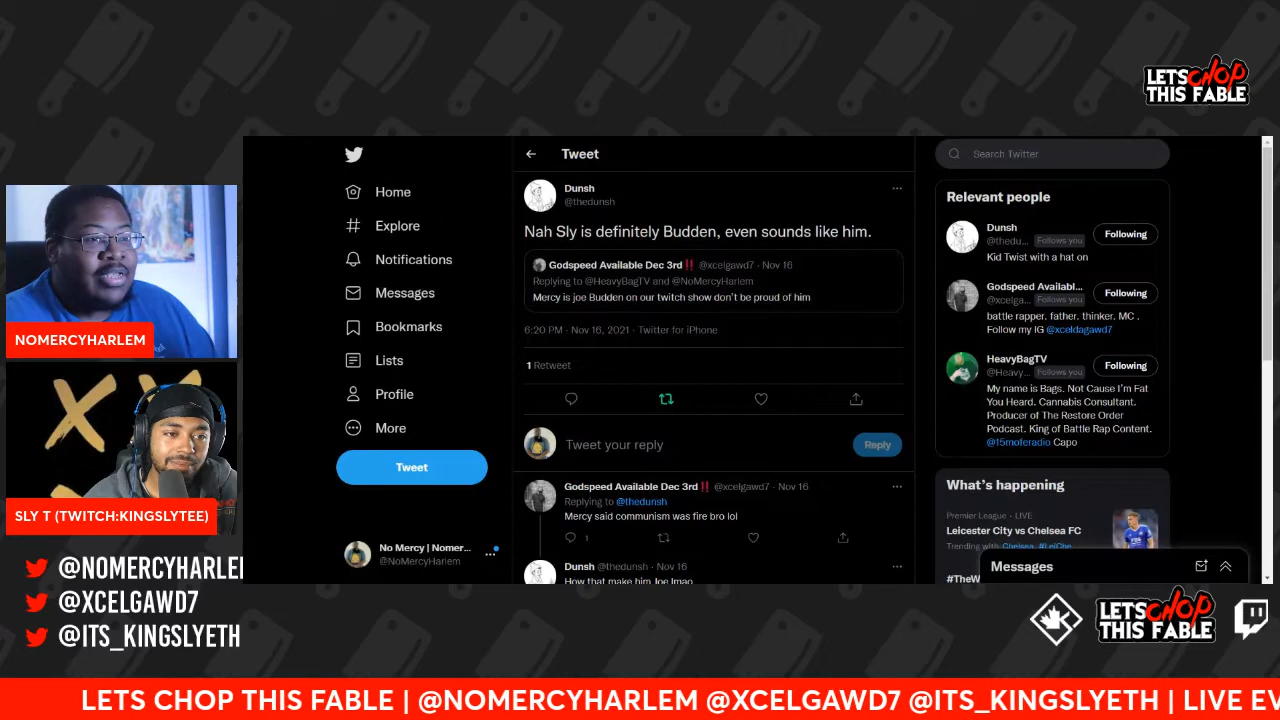 LETS CHOP
THIS FABLE
Home
Explore
Notifications
Messages
Bookmarks
Lists
Profile
More
Tweet
No Mercy | Nomer...
@NoMercyHarlem
Tweet
Dunsh
@thedunsh
Nah Sly is definitely Budden, even sounds like him.
Godspeed Available Dec 3rd‼️ @xcelgawd7 · Nov 16
Replying to @HeavyBagTV and @NoMercyHarlem
Mercy is joe Budden on our twitch show don't be proud of him
6:20 PM · Nov 16, 2021 · Twitter for iPhone
1 Retweet
Tweet your reply
Reply
Godspeed Available Dec 3rd‼️ @xcelgawd7 · Nov 16
Replying to @thedunsh
Mercy said communism was fire bro lol
1
Dunsh @thedunsh · Nov 16
How that make him Joe lmao
Search Twitter
Relevant people
Dunsh
@thedu... Follows you
Following
Kid Twist with a hat on
Godspeed Availabl...
@xcelga... Follows you
Following
battle rapper. father. thinker. MC .
Follow my IG @xceldagawd7
HeavyBagTV
@Heavy... Follows you
Following
My name is Bags. Not Cause I'm Fat
You Heard. Cannabis Consultant.
Producer of The Restore Order
Podcast. King of Battle Rap Content.
@15moferadio Capo
What's happening
Premier League · LIVE
Leicester City vs Chelsea FC
Trending with Chelsea, #LeiChe
#TheW
Messages
NOMERCYHARLEM
SLY T (TWITCH:KINGSLYTEE)
@NOMERCYHARLEM
@XCELGAWD7
@ITS_KINGSLYETH
LETS CHOP
THIS FABLE
LETS CHOP THIS FABLE | @NOMERCYHARLEM @XCELGAWD7 @ITS_KINGSLYETH | LIVE EV